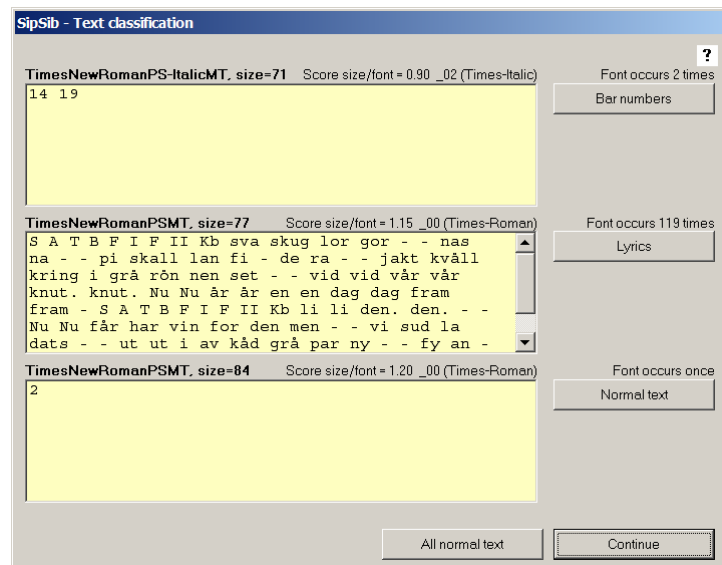 SipSib - Text classification
?
TimesNewRomanPS-ItalicMT, size=71 Score size/font = 0.90 _02 (Times-Italic) Font occurs 2 times
14 19
Bar numbers
TimesNewRomanPSMT, size=77 Score size/font = 1.15 _00 (Times-Roman) Font occurs 119 times
S A T B F I F II Kb sva skug lor gor - - nas
na - - pi skall lan fi - de ra - - jakt kväll
kring i grå rön nen set - - vid vid vår vår
knut. knut. Nu Nu är är en en dag dag fram
fram - S A T B F I F II Kb li li den. den. - -
Nu Nu får har vin for den men - - vi sud la
dats - - ut ut i av kåd grå par ny - - fy an -
Lyrics
TimesNewRomanPSMT, size=84 Score size/font = 1.20 _00 (Times-Roman) Font occurs once
2
Normal text
All normal text Continue